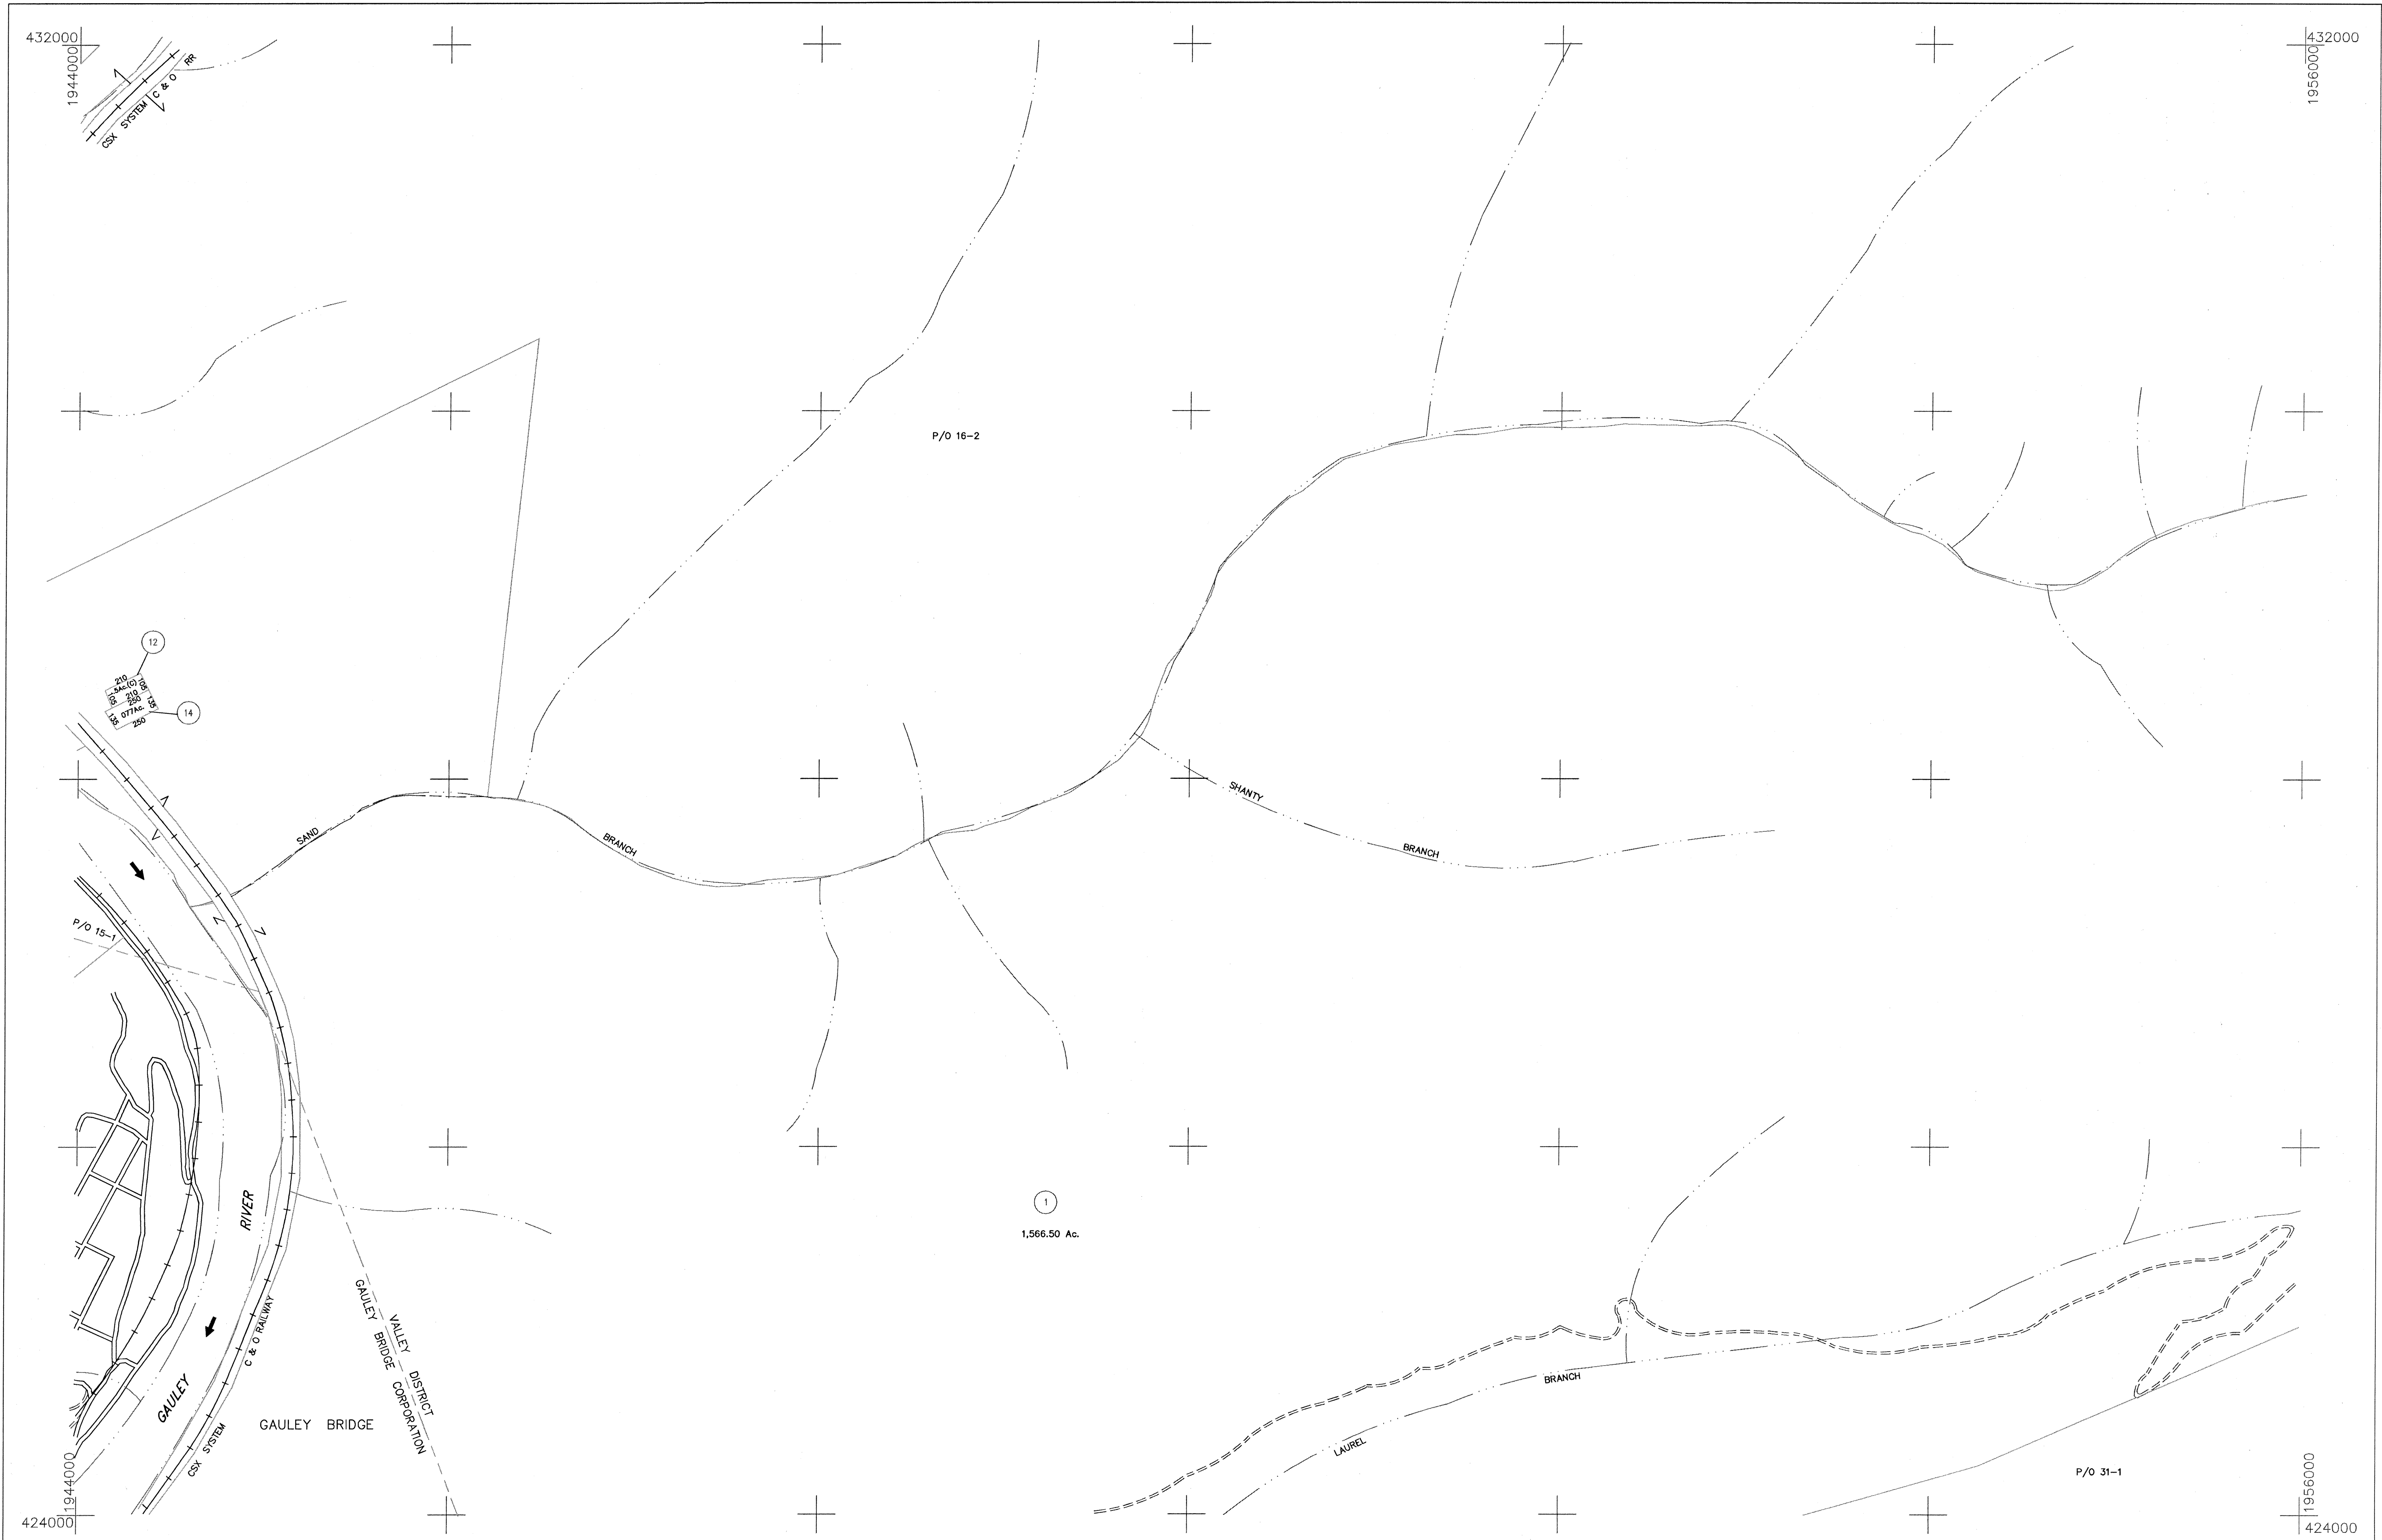 432000
1944000
CSX SYSTEM C & O RR
432000
1956000
P/O 16-2
12
210
.5Ac.(C)
105
105
210
250
135
135
077Ac.
250
14
SAND BRANCH
SHANTY BRANCH
P/O 15-1
GAULEY RIVER
C & O RAILWAY
CSX SYSTEM
VALLEY DISTRICT
GAULEY BRIDGE CORPORATION
GAULEY BRIDGE
1
1,566.50 Ac.
LAUREL BRANCH
P/O 31-1
1944000
424000
1956000
424000